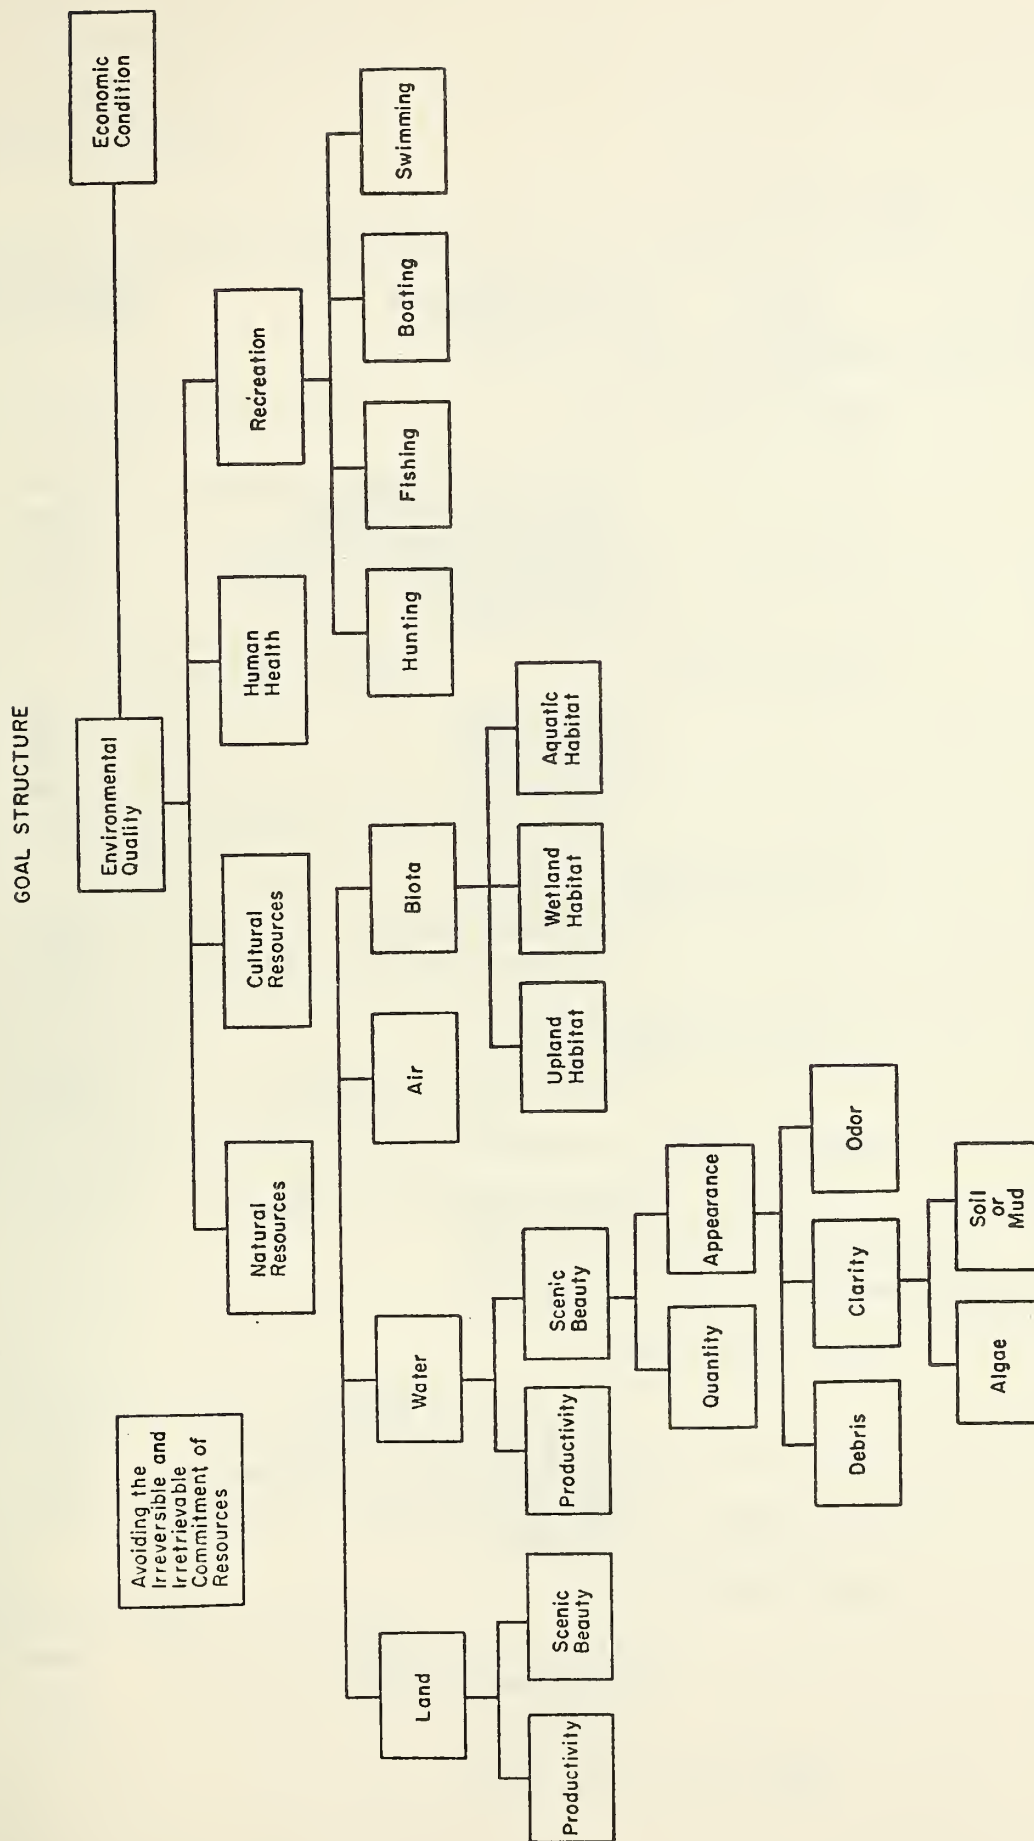 GOAL STRUCTURE
Environmental
Quality
Economic
Condition
Avoiding the
Irreversible and
Irretrievable
Commitment of
Resources
Natural
Resources
Cultural
Resources
Human
Health
Recreation
Land
Water
Air
Biota
Hunting
Fishing
Boating
Swimming
Productivity
Scenic
Beauty
Productivity
Scenic
Beauty
Upland
Habitat
Wetland
Habitat
Aquatic
Habitat
Quantity
Appearance
Debris
Clarity
Odor
Algae
Soil
or
Mud